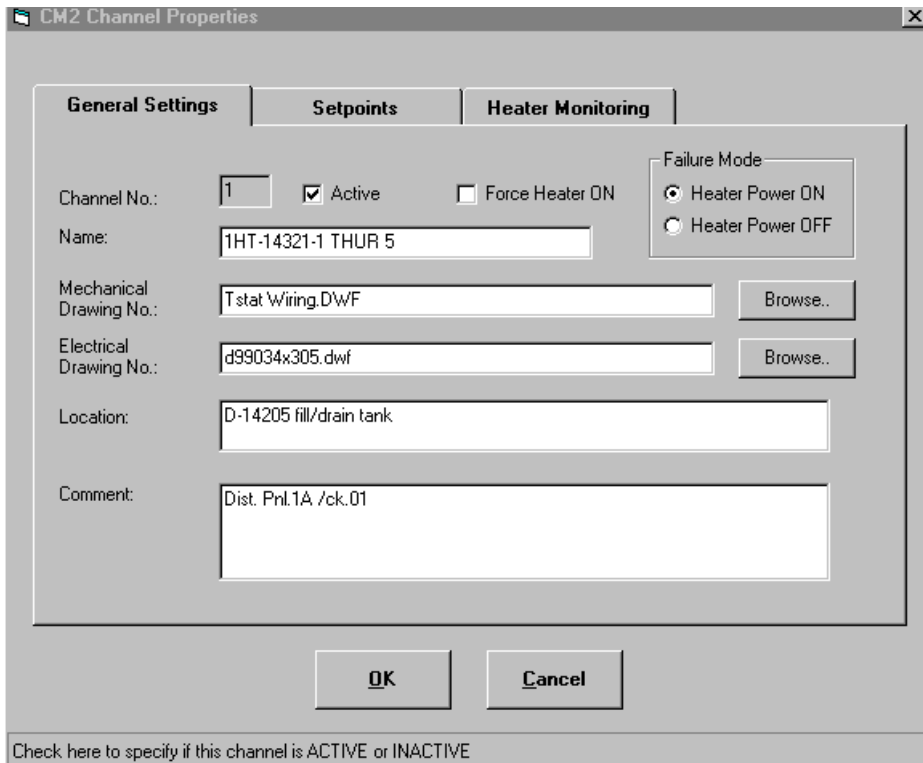 CM2 Channel Properties
General Settings Setpoints Heater Monitoring
Failure Mode
Channel No.: 1 Active Force Heater ON Heater Power ON
Heater Power OFF
Name: 1HT-14321-1 THUR 5
Mechanical
Drawing No.: Tstat Wiring.DWF Browse..
Electrical
Drawing No.: d99034x305.dwf Browse..
Location: D-14205 fill/drain tank
Comment: Dist. Pnl.1A /ck.01
OK Cancel
Check here to specify if this channel is ACTIVE or INACTIVE